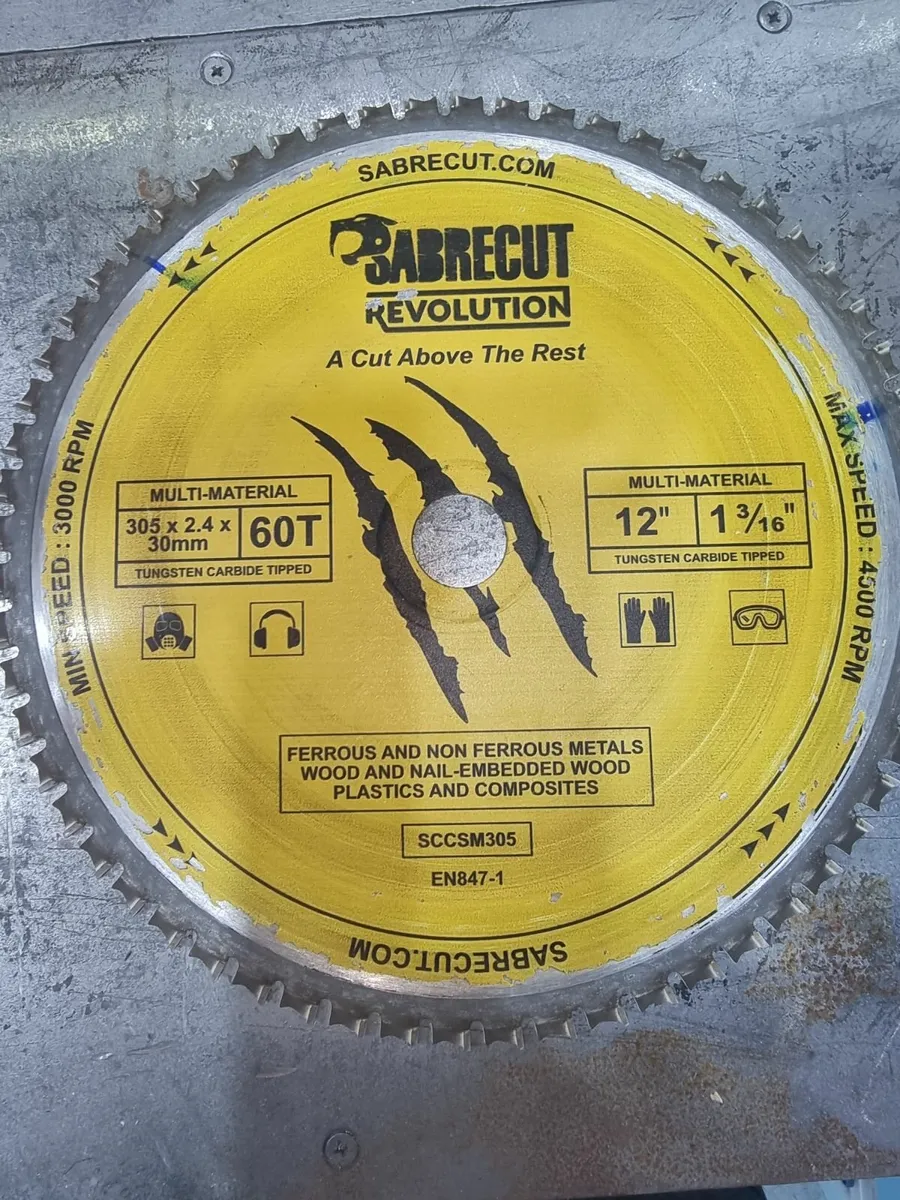 SABRECUT.COM
SABRECUT
REVOLUTION
A Cut Above The Rest
MIN SPEED : 3000 RPM
MAX SPEED : 4500 RPM
MULTI-MATERIAL
305 x 2.4 x
30mm
60T
TUNGSTEN CARBIDE TIPPED
MULTI-MATERIAL
12"
1 3/16"
TUNGSTEN CARBIDE TIPPED
FERROUS AND NON FERROUS METALS
WOOD AND NAIL-EMBEDDED WOOD
PLASTICS AND COMPOSITES
SCCSM305
EN847-1
SABRECUT.COM